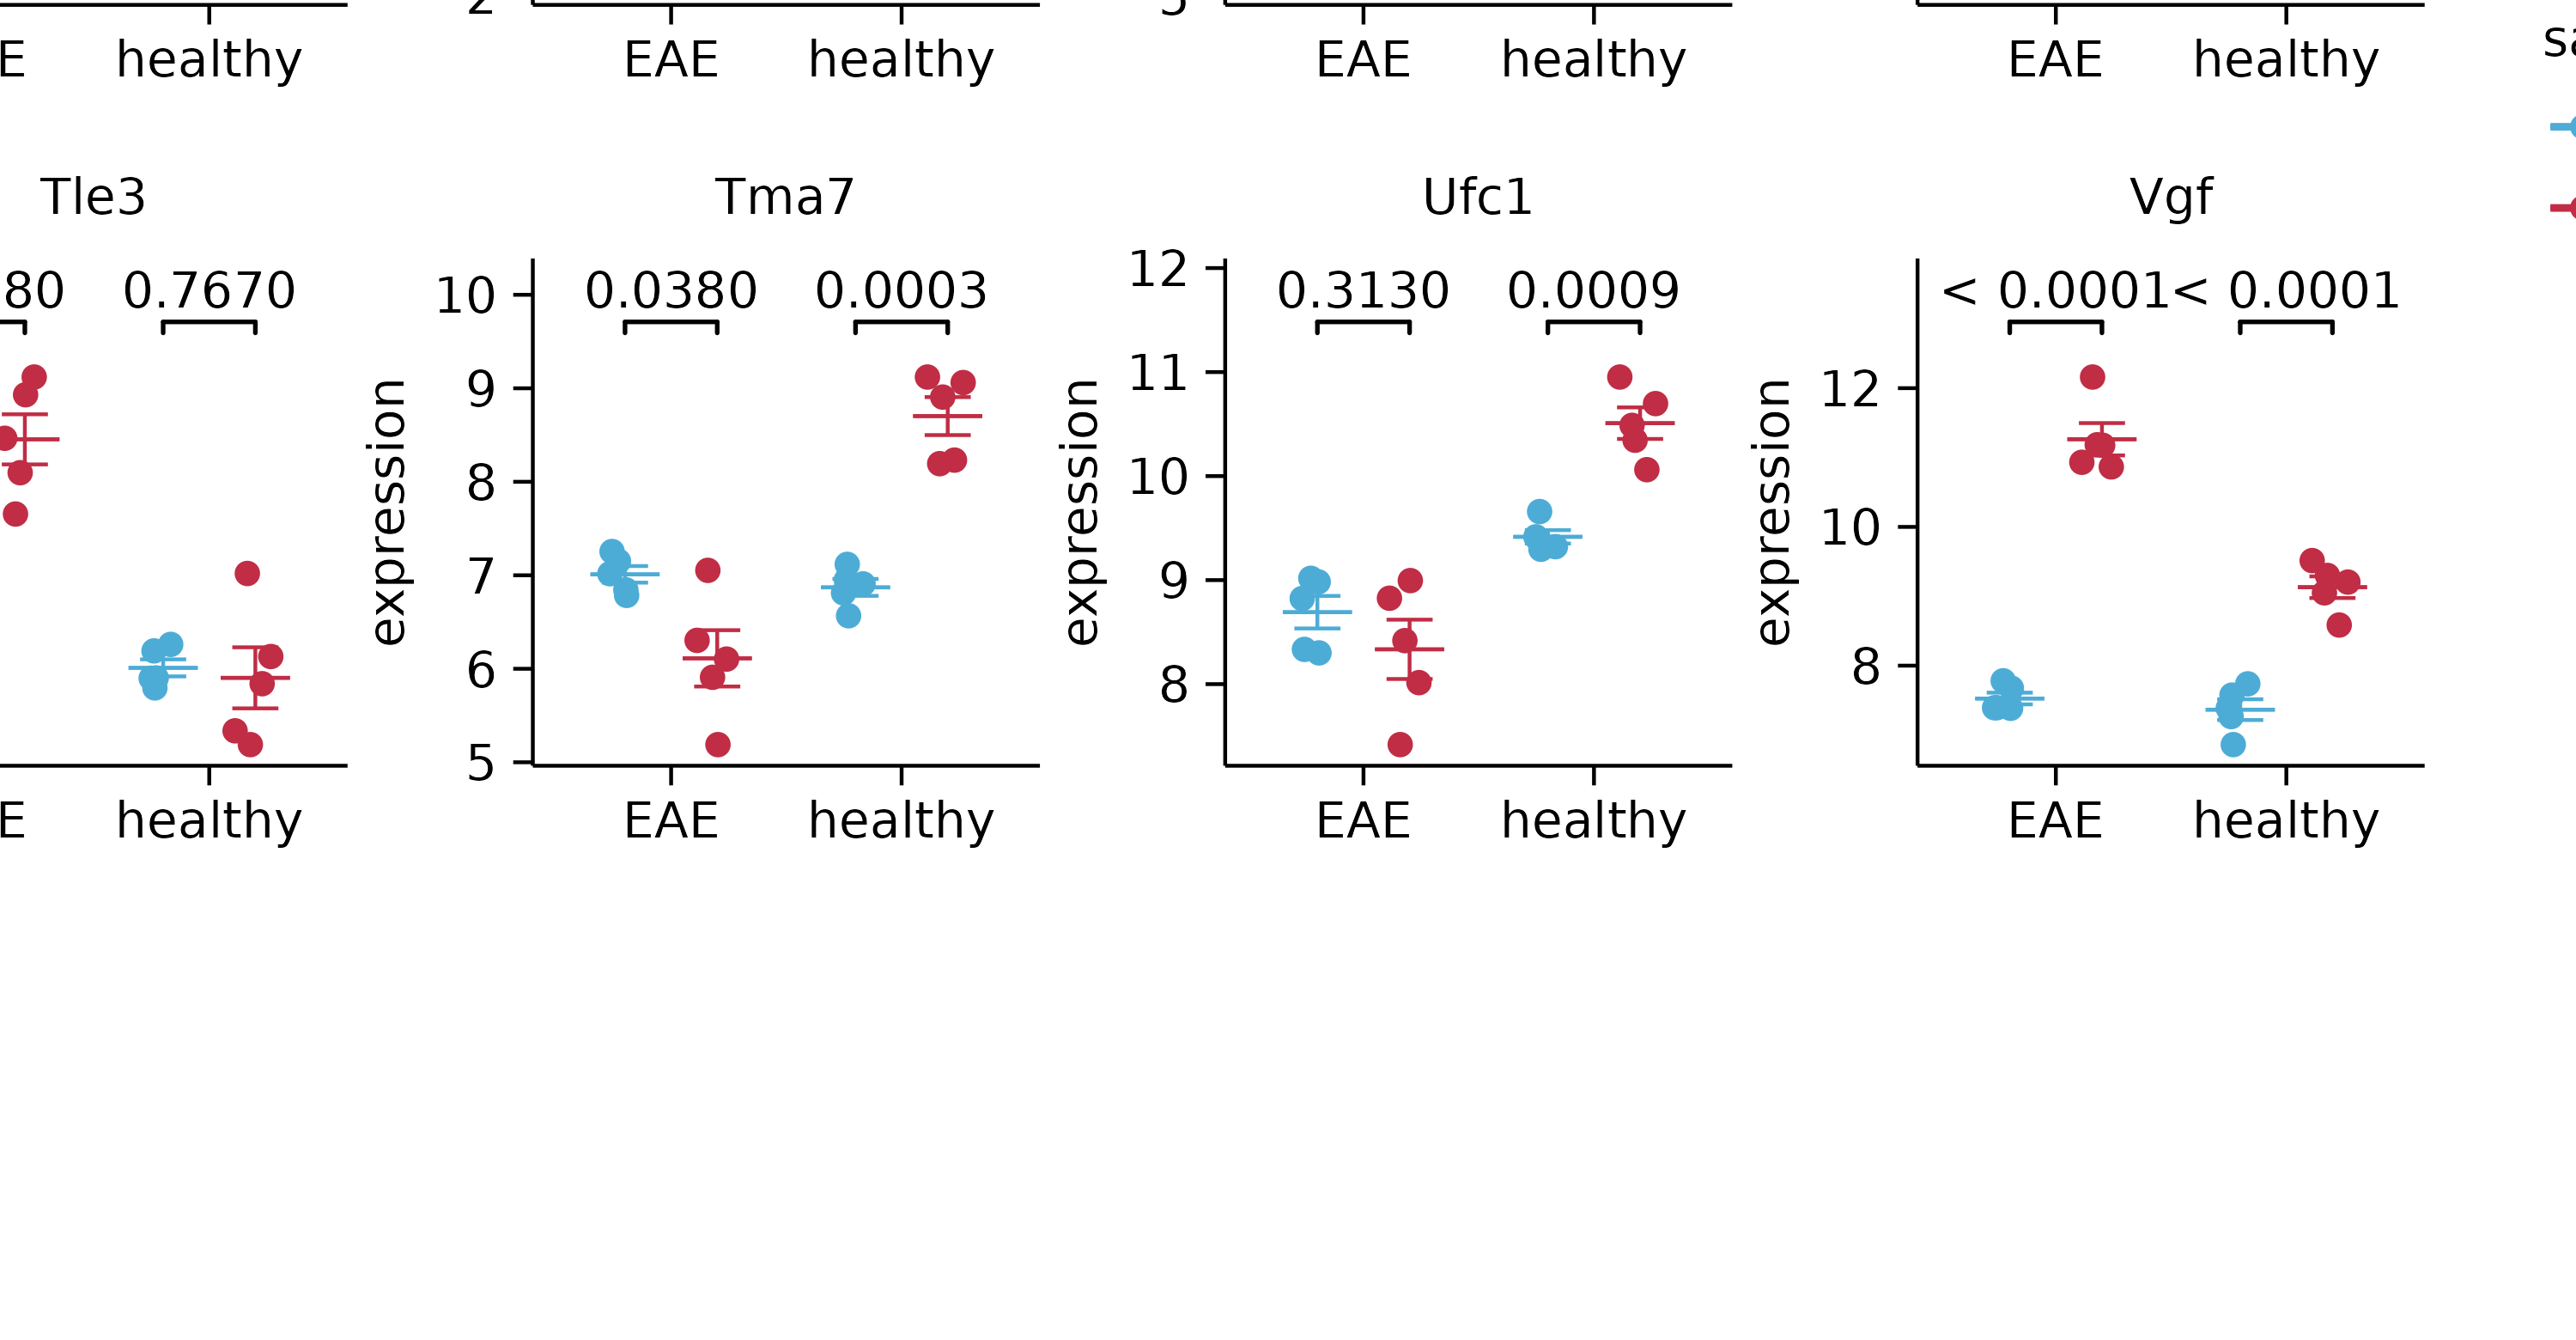 2
EAE healthy
healthy
EAE healthy
EAE healthy
Tle3
80 0.7670
healthy
Tma7
expression
10
9
8
7
6
5
0.0380 0.0003
EAE healthy
Ufc1
expression
12
11
10
9
8
0.3130 0.0009
EAE healthy
Vgf
expression
12
10
8
< 0.0001 < 0.0001
EAE healthy